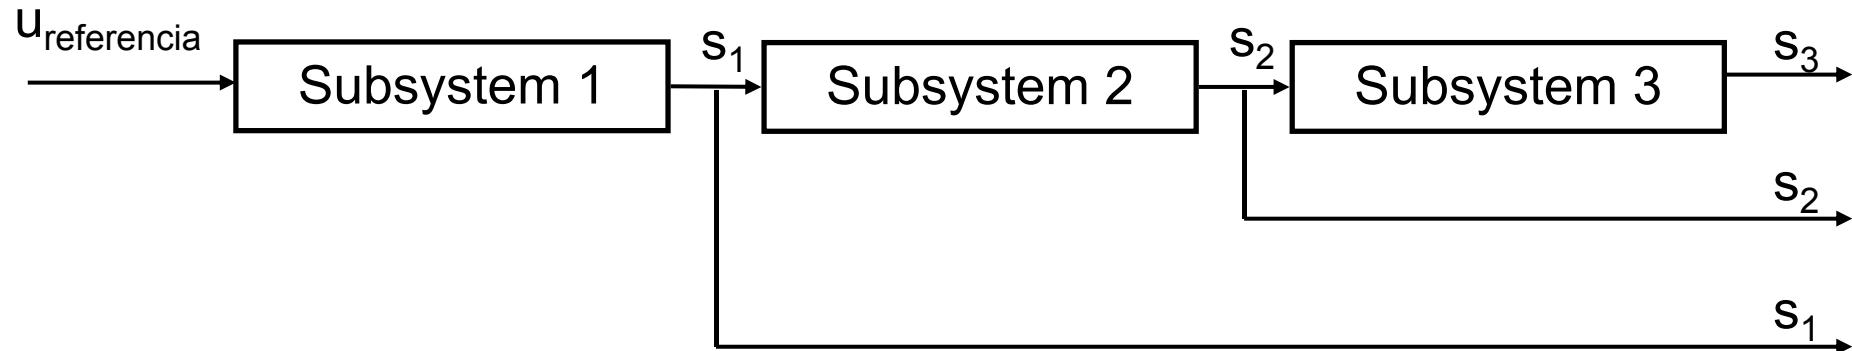 u_referencia
Subsystem 1
s_1
Subsystem 2
s_2
Subsystem 3
s_3
s_2
s_1